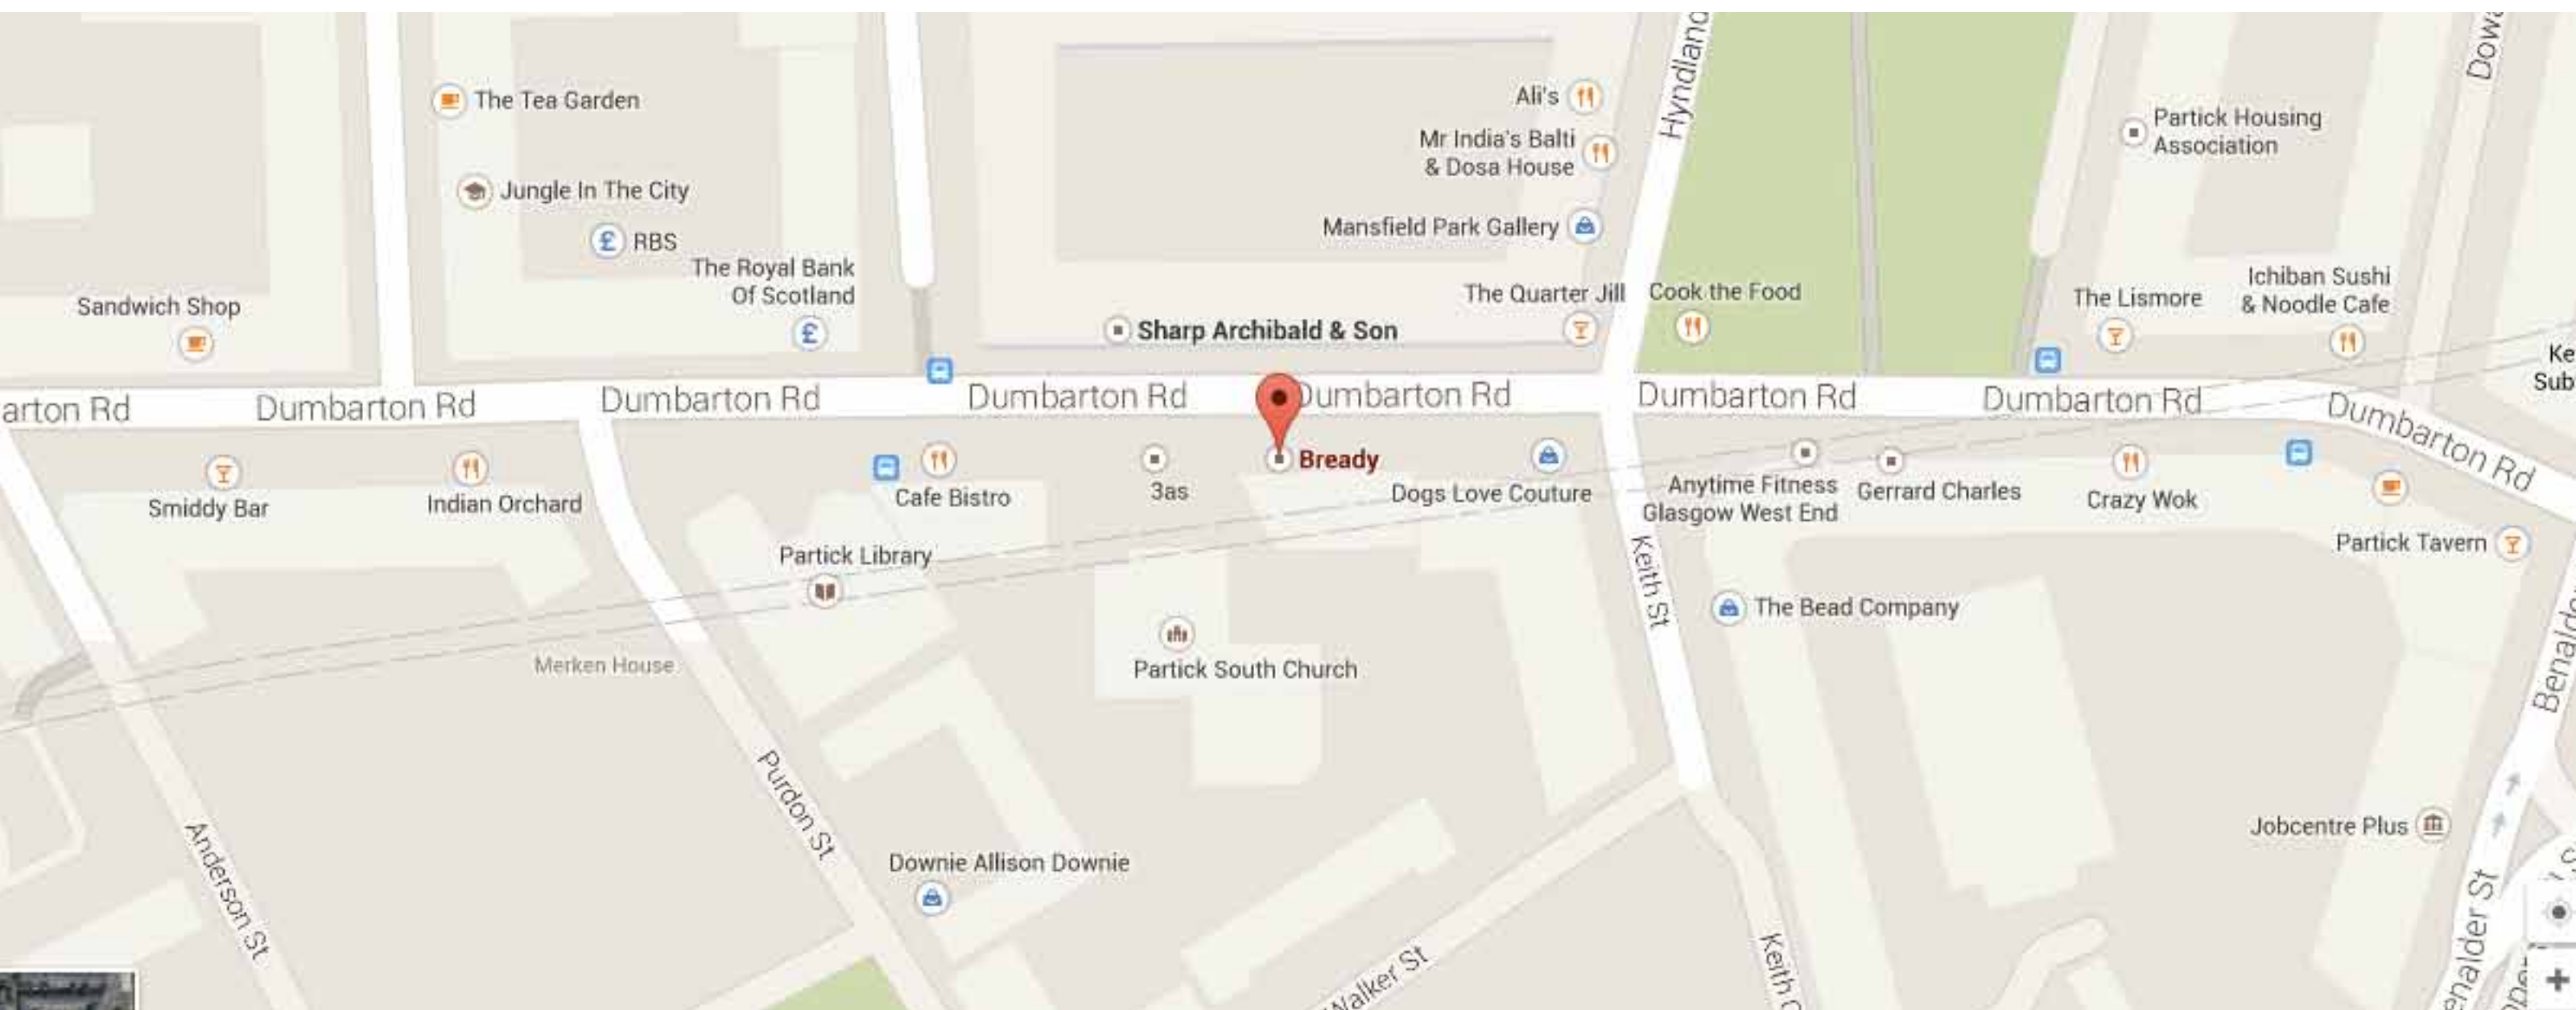 Hyndland
Dowa
The Tea Garden
Ali's
Mr India's Balti
& Dosa House
Partick Housing
Association
Jungle In The City
RBS
Mansfield Park Gallery
The Royal Bank
Of Scotland
Sandwich Shop
Sharp Archibald & Son
The Quarter Jill
Cook the Food
The Lismore
Ichiban Sushi
& Noodle Cafe
Ke
Sub
arton Rd
Dumbarton Rd
Dumbarton Rd
Dumbarton Rd
Dumbarton Rd
Dumbarton Rd
Dumbarton Rd
Dumbarton Rd
Smiddy Bar
Indian Orchard
Cafe Bistro
3as
Bready
Dogs Love Couture
Anytime Fitness
Glasgow West End
Gerrard Charles
Crazy Wok
Partick Tavern
Partick Library
Keith St
The Bead Company
Merken House
Partick South Church
Benalder
Purdon St
Anderson St
Downie Allison Downie
Jobcentre Plus
Walker St
Keith C
enalder St